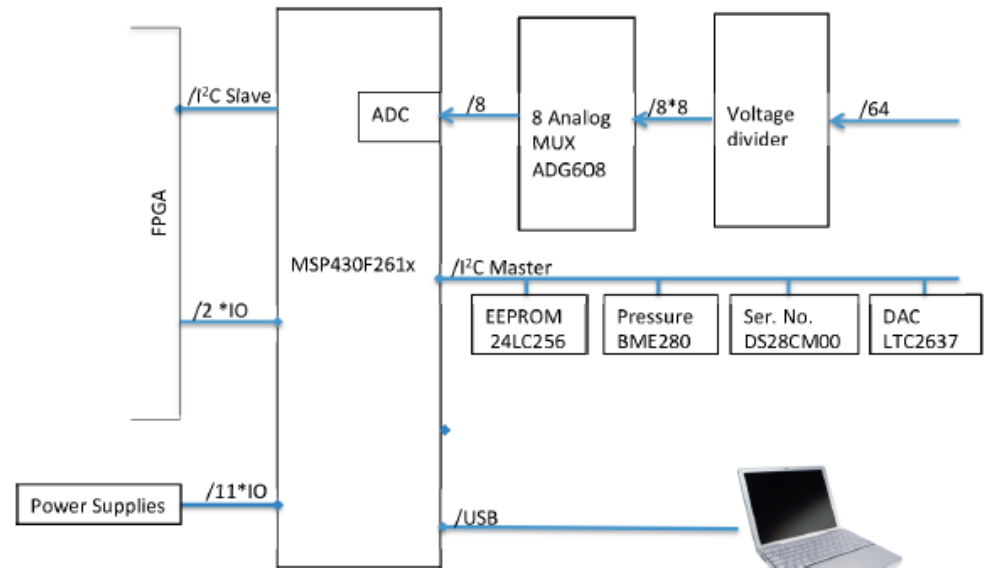 /I²C Slave
ADC
/8
8 Analog
MUX
ADG608
/8*8
Voltage
divider
/64
FPGA
MSP430F261x
/I²C Master
EEPROM
24LC256
Pressure
BME280
Ser. No.
DS28CM00
DAC
LTC2637
/2 *IO
Power Supplies
/11*IO
/USB